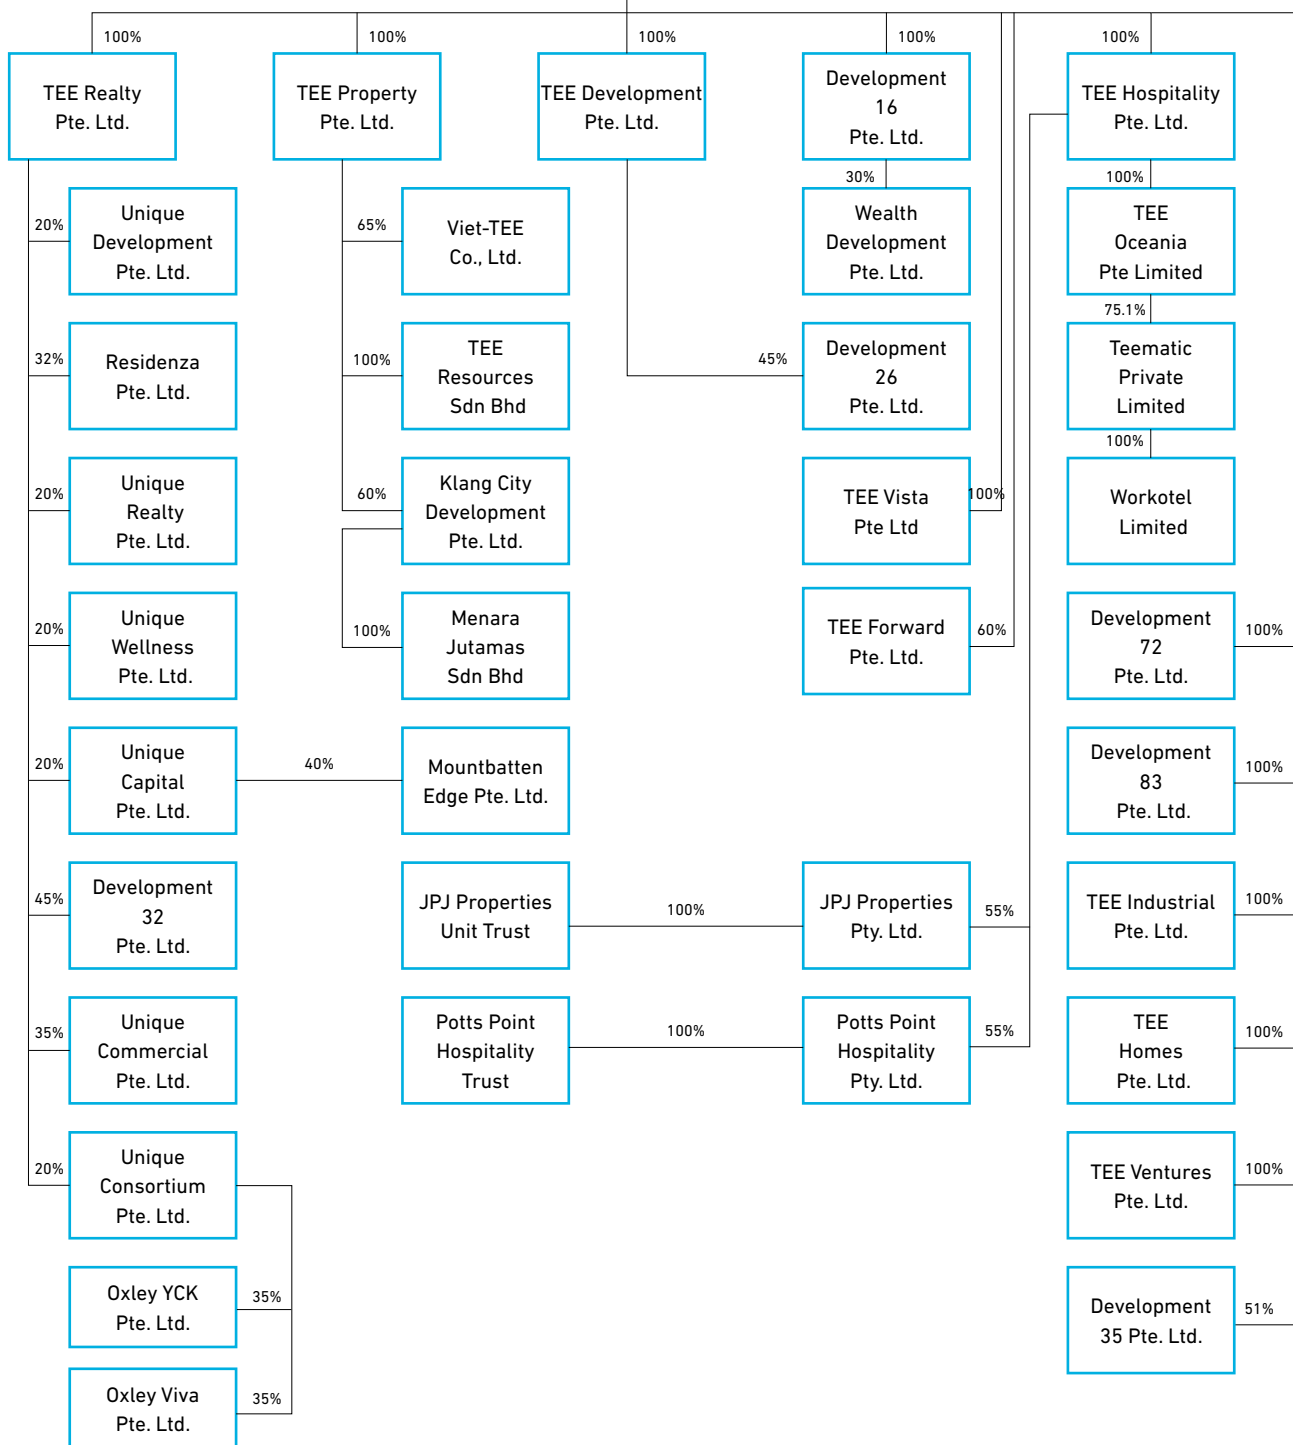 100%
100%
100%
100%
100%
TEE Realty
Pte. Ltd.
TEE Property
Pte. Ltd.
TEE Development
Pte. Ltd.
Development
16
Pte. Ltd.
TEE Hospitality
Pte. Ltd.
30%
100%
20%
Unique
Development
Pte. Ltd.
65%
Viet-TEE
Co., Ltd.
Wealth
Development
Pte. Ltd.
TEE
Oceania
Pte Limited
75.1%
32%
Residenza
Pte. Ltd.
100%
TEE
Resources
Sdn Bhd
45%
Development
26
Pte. Ltd.
Teematic
Private
Limited
100%
20%
Unique
Realty
Pte. Ltd.
60%
Klang City
Development
Pte. Ltd.
TEE Vista
Pte Ltd
100%
Workotel
Limited
20%
Unique
Wellness
Pte. Ltd.
100%
Menara
Jutamas
Sdn Bhd
TEE Forward
Pte. Ltd.
60%
Development
72
Pte. Ltd.
100%
20%
Unique
Capital
Pte. Ltd.
40%
Mountbatten
Edge Pte. Ltd.
Development
83
Pte. Ltd.
100%
45%
Development
32
Pte. Ltd.
JPJ Properties
Unit Trust
100%
JPJ Properties
Pty. Ltd.
55%
TEE Industrial
Pte. Ltd.
100%
35%
Unique
Commercial
Pte. Ltd.
Potts Point
Hospitality
Trust
100%
Potts Point
Hospitality
Pty. Ltd.
55%
TEE
Homes
Pte. Ltd.
100%
20%
Unique
Consortium
Pte. Ltd.
TEE Ventures
Pte. Ltd.
100%
Oxley YCK
Pte. Ltd.
35%
Development
35 Pte. Ltd.
51%
Oxley Viva
Pte. Ltd.
35%